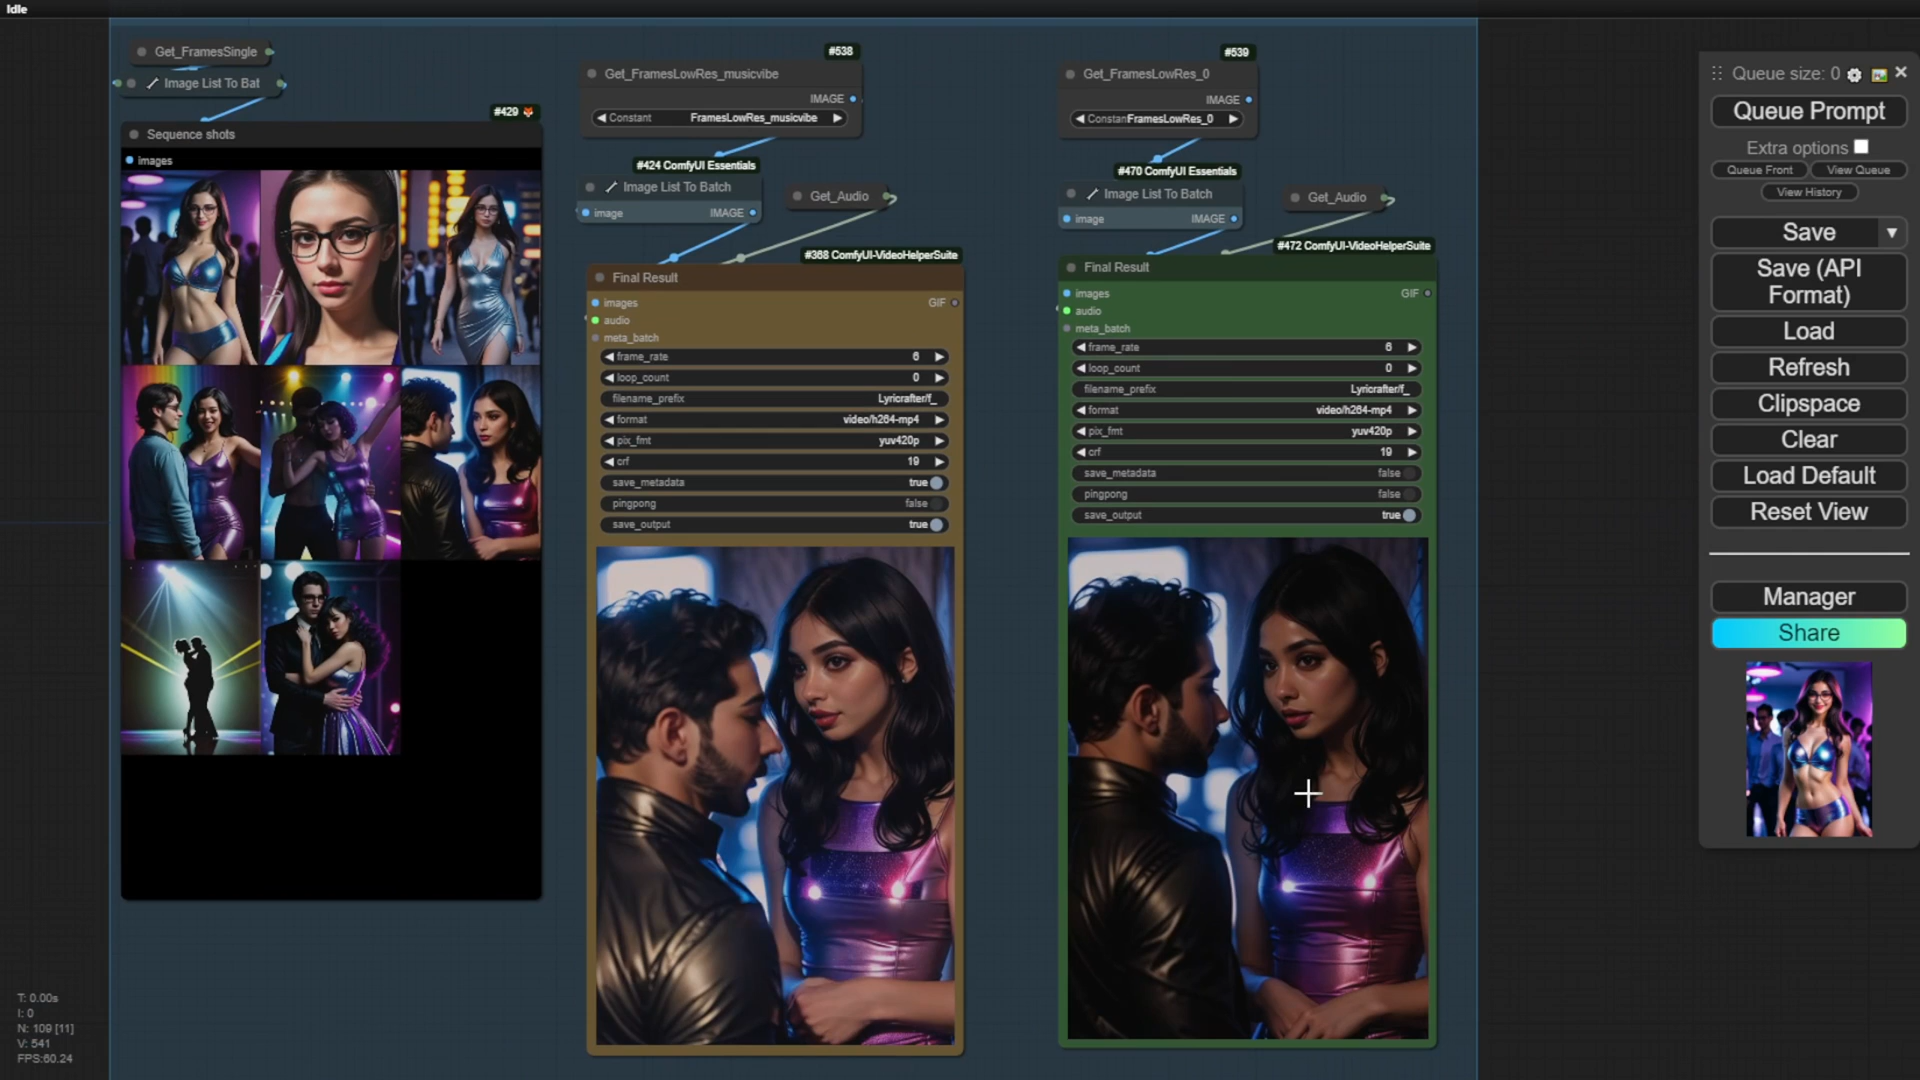 Idle
Get_FramesSingle
Image List To Bat
#429
Sequence shots
images
#538
Get_FramesLowRes_musicvibe
IMAGE
Constant FramesLowRes_musicvibe
#424 ComfyUI Essentials
Image List To Batch
image IMAGE
Get_Audio
#368 ComfyUI-VideoHelperSuite
Final Result
images GIF
audio
meta_batch
frame_rate 6
loop_count 0
filename_prefix Lyricrafter/f_
format video/h264-mp4
pix_fmt yuv420p
crf 19
save_metadata true
pingpong false
save_output true
#539
Get_FramesLowRes_0
IMAGE
Constan FramesLowRes_0
#470 ComfyUI Essentials
Image List To Batch
image IMAGE
Get_Audio
#472 ComfyUI-VideoHelperSuite
Final Result
images GIF
audio
meta_batch
frame_rate 6
loop_count 0
filename_prefix Lyricrafter/f_
format video/h264-mp4
pix_fmt yuv420p
crf 19
save_metadata false
pingpong false
save_output true
Queue size: 0
Queue Prompt
Extra options
Queue Front View Queue
View History
Save
Save (API
Format)
Load
Refresh
Clipspace
Clear
Load Default
Reset View
Manager
Share
T: 0.00s
I: 0
N: 109 [11]
V: 541
FPS:60.24